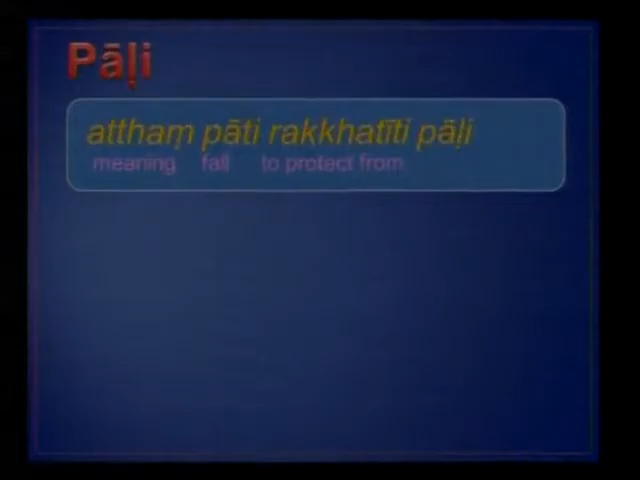 Pāḷi
atthaṃ pāti rakkhatīti pāḷi
meaning fall to protect from